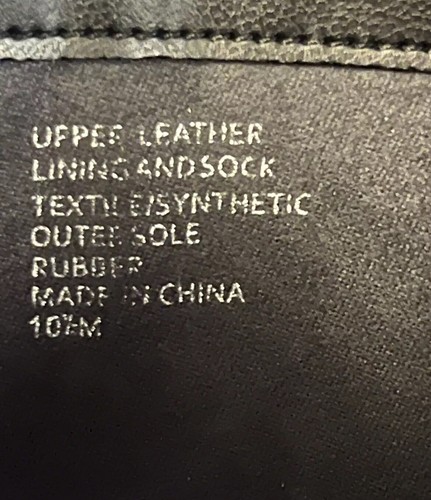 UPPER LEATHER
LINING AND SOCK
TEXTILE/SYNTHETIC
OUTER SOLE
RUBBER
MADE IN CHINA
10½M